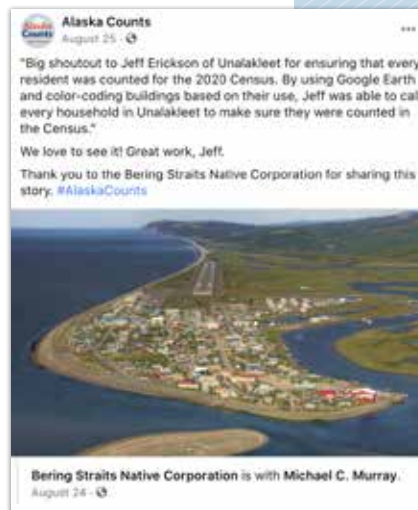 Alaska Counts
Alaska Counts
August 25 ·
"Big shoutout to Jeff Erickson of Unalakleet for ensuring that every
resident was counted for the 2020 Census. By using Google Earth
and color-coding buildings based on their use, Jeff was able to call
every household in Unalakleet to make sure they were counted in
the Census."
We love to see it! Great work, Jeff.
Thank you to the Bering Straits Native Corporation for sharing this
story. #AlaskaCounts
Bering Straits Native Corporation is with Michael C. Murray.
August 24 ·